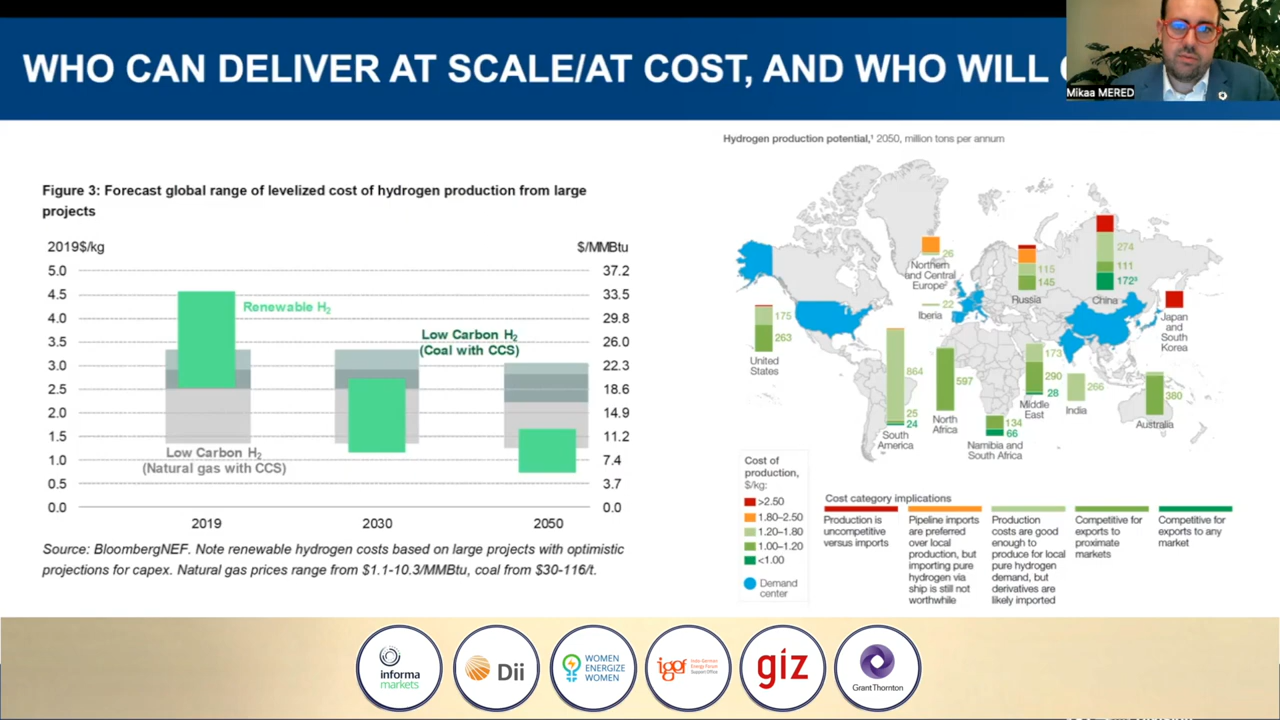 WHO CAN DELIVER AT SCALE/AT COST, AND WHO WILL
Mikaa MERED
Figure 3: Forecast global range of levelized cost of hydrogen production from large
projects
2019$/kg
$/MMBtu
5.0
37.2
4.5
33.5
4.0
29.8
3.5
26.0
3.0
22.3
2.5
18.6
2.0
14.9
1.5
11.2
1.0
7.4
0.5
3.7
0.0
0.0
Renewable H₂
Low Carbon H₂
(Coal with CCS)
Low Carbon H₂
(Natural gas with CCS)
2019
2030
2050
Source: BloombergNEF. Note renewable hydrogen costs based on large projects with optimistic
projections for capex. Natural gas prices range from $1.1-10.3/MMBtu, coal from $30-116/t.
Hydrogen production potential,¹ 2050, million tons per annum
26
Northern
and Central
Europe²
22
Iberia
115
145
Russia
274
111
172³
China
Japan
and
South
Korea
175
263
United
States
864
25
24
South
America
597
North
Africa
134
66
Namibia and
South Africa
173
290
28
Middle
East
266
India
380
Australia
Cost of
production,
$/kg:
>2.50
1.80–2.50
1.20–1.80
1.00–1.20
<1.00
Demand
center
Cost category implications
Production is
uncompetitive
versus imports
Pipeline imports
are preferred
over local
production, but
importing pure
hydrogen via
ship is still not
worthwhile
Production
costs are good
enough to
produce for local
pure hydrogen
demand, but
derivatives are
likely imported
Competitive for
exports to
proximate
markets
Competitive for
exports to any
market
informa
markets
Dii
WOMEN
ENERGIZE
WOMEN
igef
Indo-German
Energy Forum
Support Office
giz
Grant Thornton